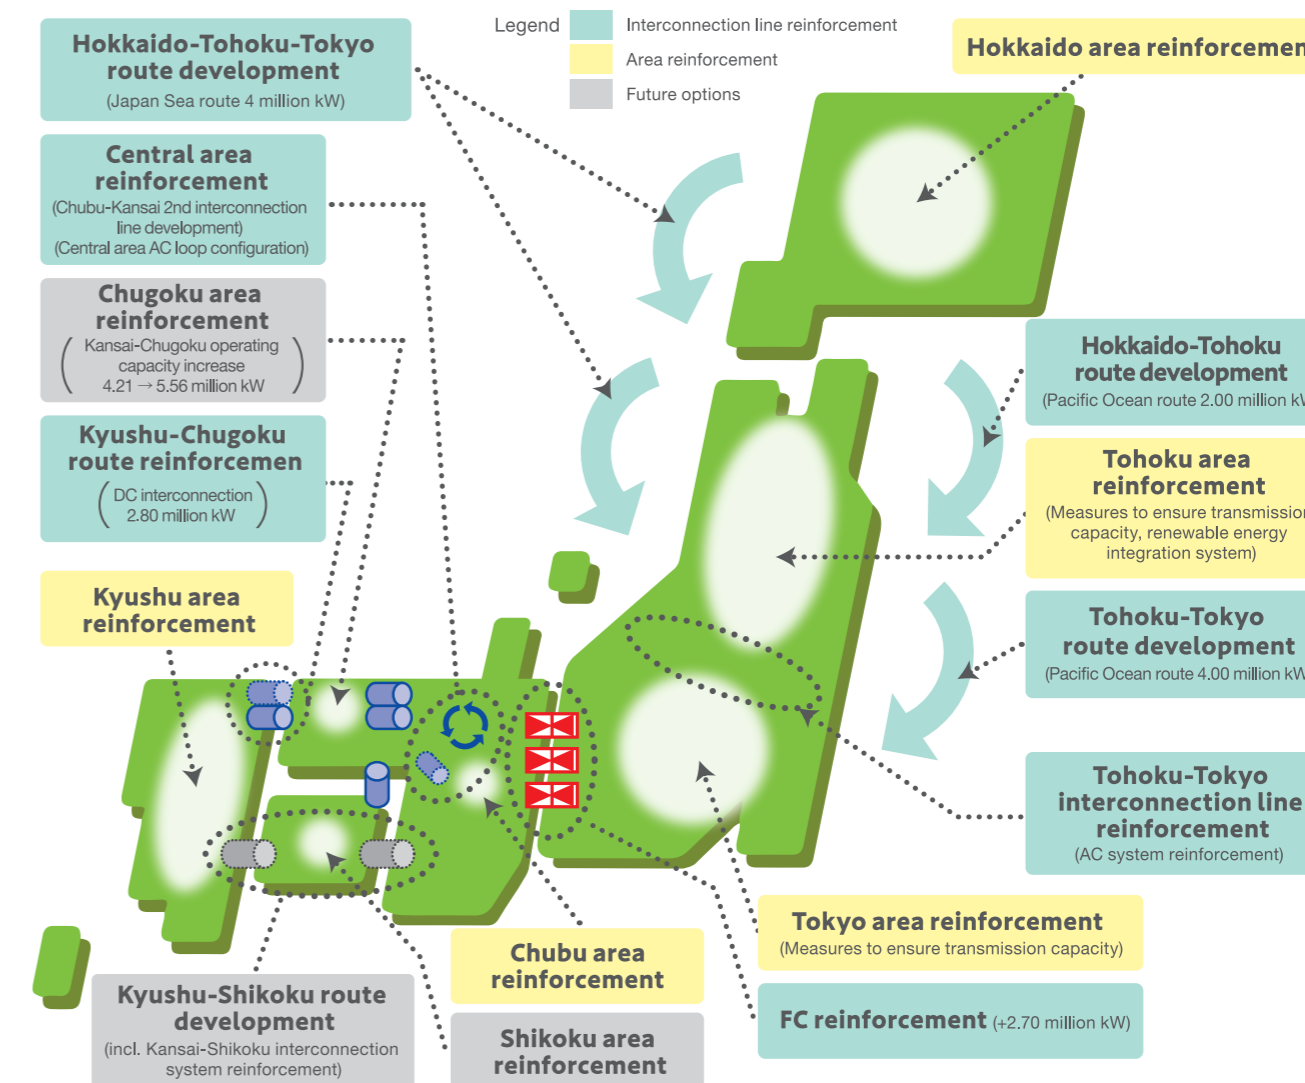 Legend
Interconnection line reinforcement
Area reinforcement
Future options
Hokkaido-Tohoku-Tokyo
route development
(Japan Sea route 4 million kW)
Central area
reinforcement
(Chubu-Kansai 2nd interconnection
line development)
(Central area AC loop configuration)
Chugoku area
reinforcement
(Kansai-Chugoku operating
capacity increase
4.21 → 5.56 million kW)
Kyushu-Chugoku
route reinforcemen
(DC interconnection
2.80 million kW)
Kyushu area
reinforcement
Hokkaido area reinforcemen
Hokkaido-Tohoku
route development
(Pacific Ocean route 2.00 million kW
Tohoku area
reinforcement
(Measures to ensure transmission
capacity, renewable energy
integration system)
Tohoku-Tokyo
route development
(Pacific Ocean route 4.00 million kW
Tohoku-Tokyo
interconnection line
reinforcement
(AC system reinforcement)
Tokyo area reinforcement
(Measures to ensure transmission capacity)
FC reinforcement (+2.70 million kW)
Chubu area
reinforcement
Shikoku area
reinforcement
Kyushu-Shikoku route
development
(incl. Kansai-Shikoku interconnection
system reinforcement)